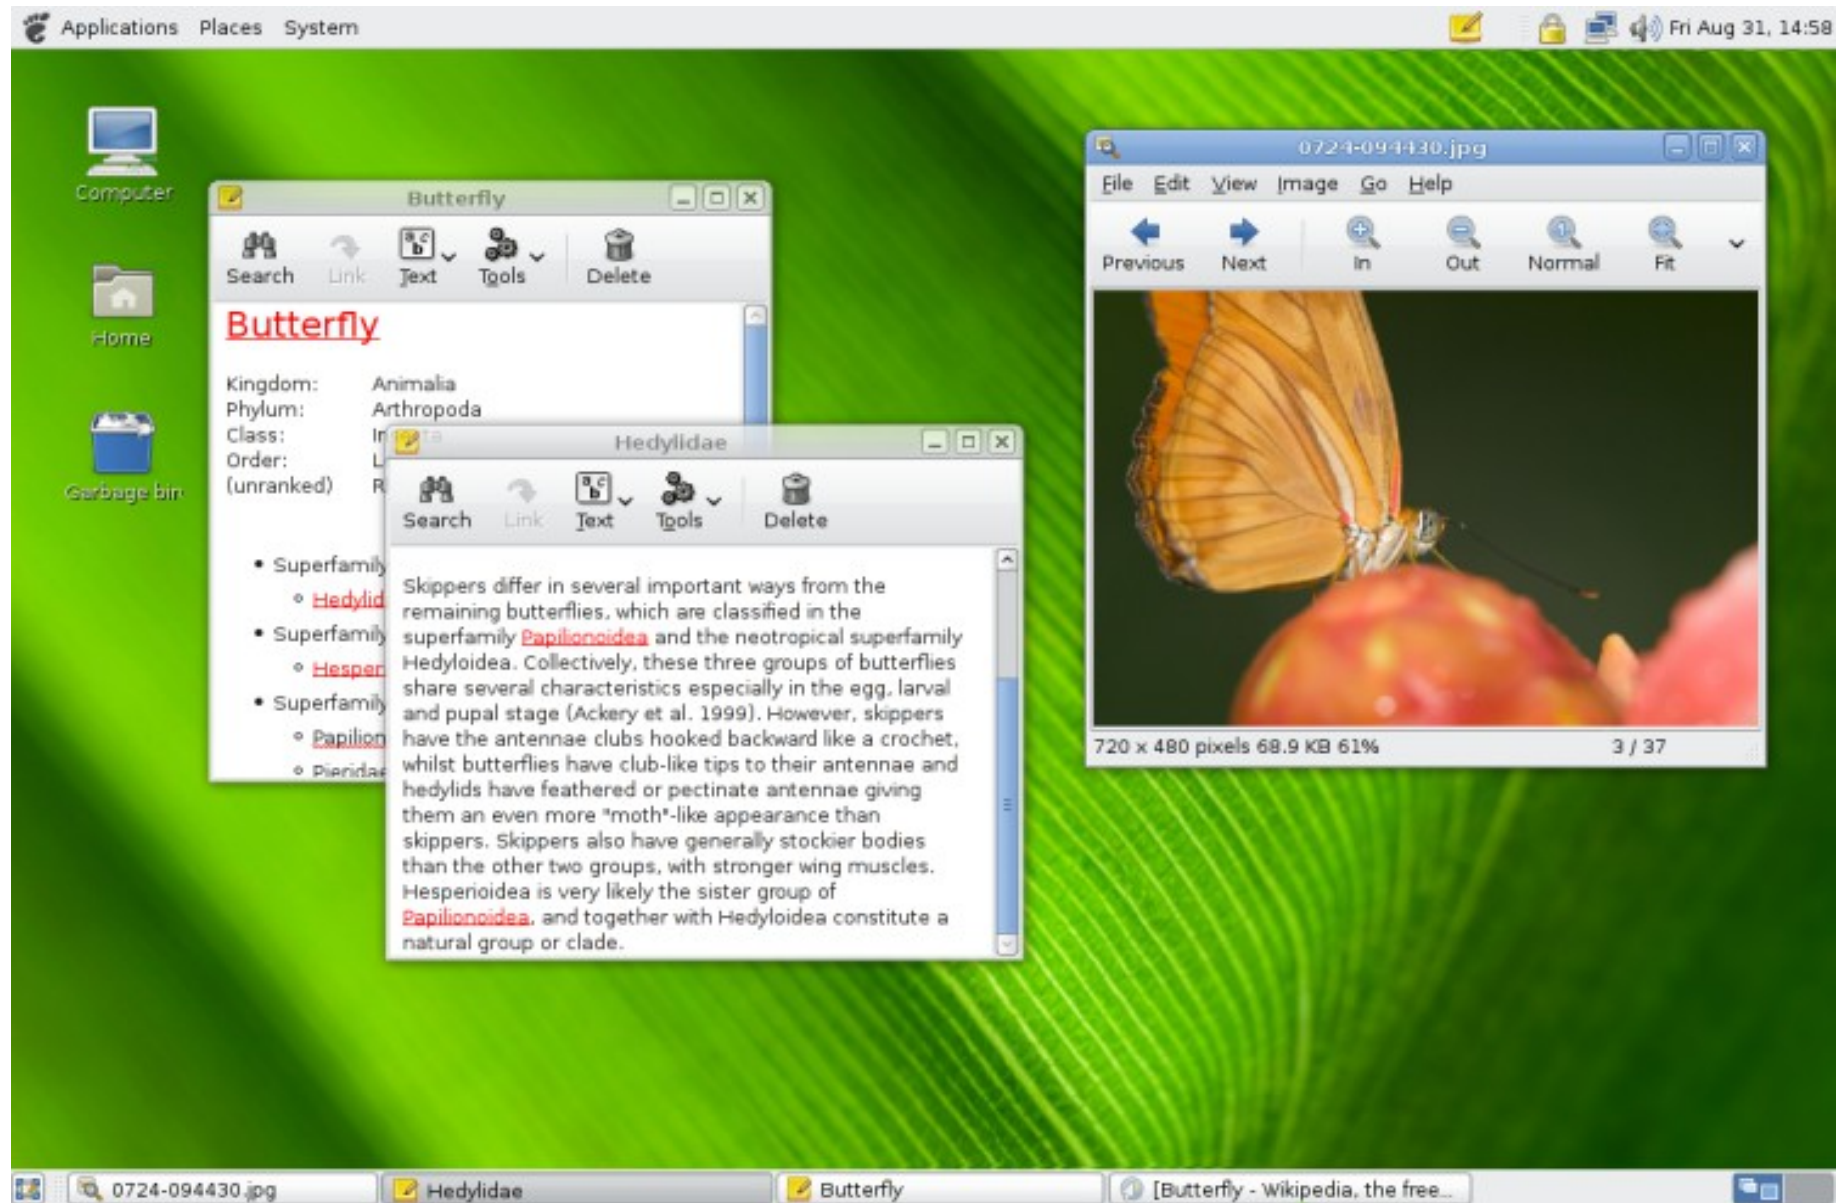 Applications Places System
Fri Aug 31, 14:58
Computer
Home
Garbage bin
Butterfly
Search Link Text Tools Delete
Butterfly
Kingdom: Animalia
Phylum: Arthropoda
Class:
Order:
(unranked)
Superfamily
Hedylid
Superfamily
Hesper
Superfamily
Papilion
Pieridae
Hedylidae
Search Link Text Tools Delete
Skippers differ in several important ways from the
remaining butterflies, which are classified in the
superfamily Papilionoidea and the neotropical superfamily
Hedyloidea. Collectively, these three groups of butterflies
share several characteristics especially in the egg, larval
and pupal stage (Ackery et al. 1999). However, skippers
have the antennae clubs hooked backward like a crochet,
whilst butterflies have club-like tips to their antennae and
hedylids have feathered or pectinate antennae giving
them an even more "moth"-like appearance than
skippers. Skippers also have generally stockier bodies
than the other two groups, with stronger wing muscles.
Hesperioidea is very likely the sister group of
Papilionoidea, and together with Hedyloidea constitute a
natural group or clade.
0724-094430.jpg
File Edit View Image Go Help
Previous Next In Out Normal Fit
720 x 480 pixels 68.9 KB 61% 3 / 37
0724-094430.jpg
Hedylidae
Butterfly
[Butterfly - Wikipedia, the free...